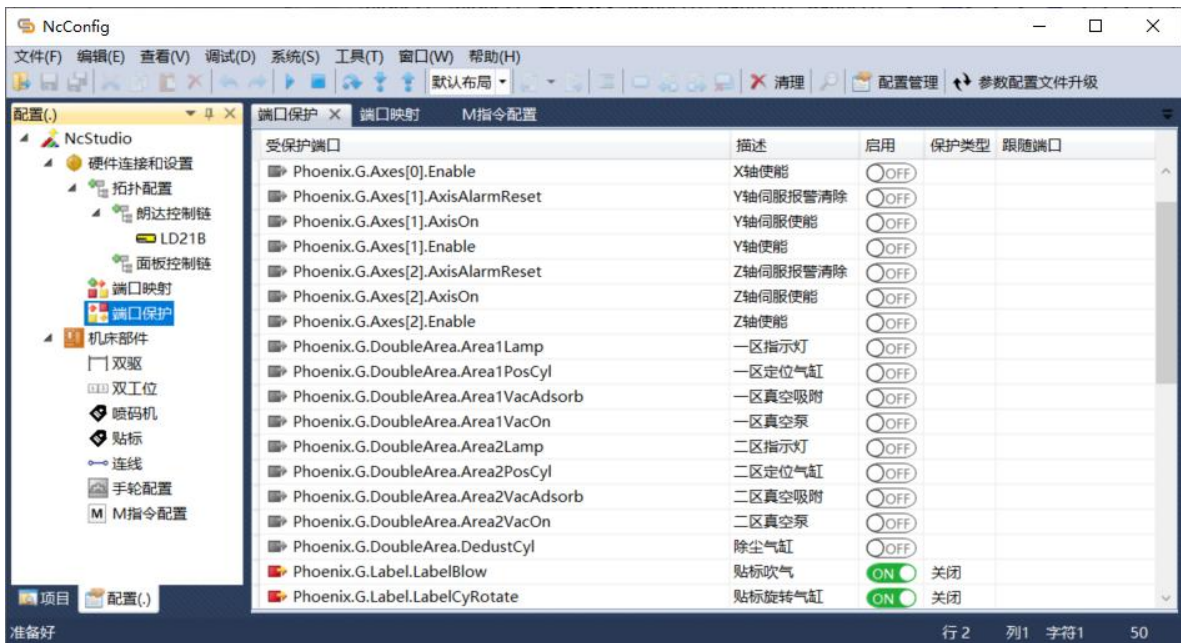 NcConfig
文件(F) 编辑(E) 查看(V) 调试(D) 系统(S) 工具(T) 窗口(W) 帮助(H)
默认布局 清理 配置管理 参数配置文件升级
配置(.)
NcStudio
硬件连接和设置
拓扑配置
朗达控制链
LD21B
面板控制链
端口映射
端口保护
机床部件
双驱
双工位
喷码机
贴标
连线
手轮配置
M M指令配置
项目 配置(.)
端口保护 端口映射 M指令配置
受保护端口 描述 启用 保护类型 跟随端口
Phoenix.G.Axes[0].Enable X轴使能 OFF
Phoenix.G.Axes[1].AxisAlarmReset Y轴伺服报警清除 OFF
Phoenix.G.Axes[1].AxisOn Y轴伺服使能 OFF
Phoenix.G.Axes[1].Enable Y轴使能 OFF
Phoenix.G.Axes[2].AxisAlarmReset Z轴伺服报警清除 OFF
Phoenix.G.Axes[2].AxisOn Z轴伺服使能 OFF
Phoenix.G.Axes[2].Enable Z轴使能 OFF
Phoenix.G.DoubleArea.Area1Lamp 一区指示灯 OFF
Phoenix.G.DoubleArea.Area1PosCyl 一区定位气缸 OFF
Phoenix.G.DoubleArea.Area1VacAdsorb 一区真空吸附 OFF
Phoenix.G.DoubleArea.Area1VacOn 一区真空泵 OFF
Phoenix.G.DoubleArea.Area2Lamp 二区指示灯 OFF
Phoenix.G.DoubleArea.Area2PosCyl 二区定位气缸 OFF
Phoenix.G.DoubleArea.Area2VacAdsorb 二区真空吸附 OFF
Phoenix.G.DoubleArea.Area2VacOn 二区真空泵 OFF
Phoenix.G.DoubleArea.DedustCyl 除尘气缸 OFF
Phoenix.G.Label.LabelBlow 贴标吹气 ON 关闭
Phoenix.G.Label.LabelCyRotate 贴标旋转气缸 ON 关闭
准备好 行 2 列1 字符1 50